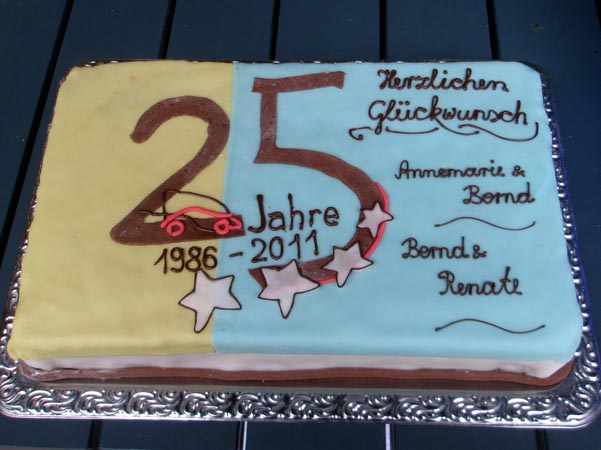 25
Jahre
1986 - 2011
Herzlichen
Glückwunsch
Annemarie &
Bernd
Bernd &
Renate